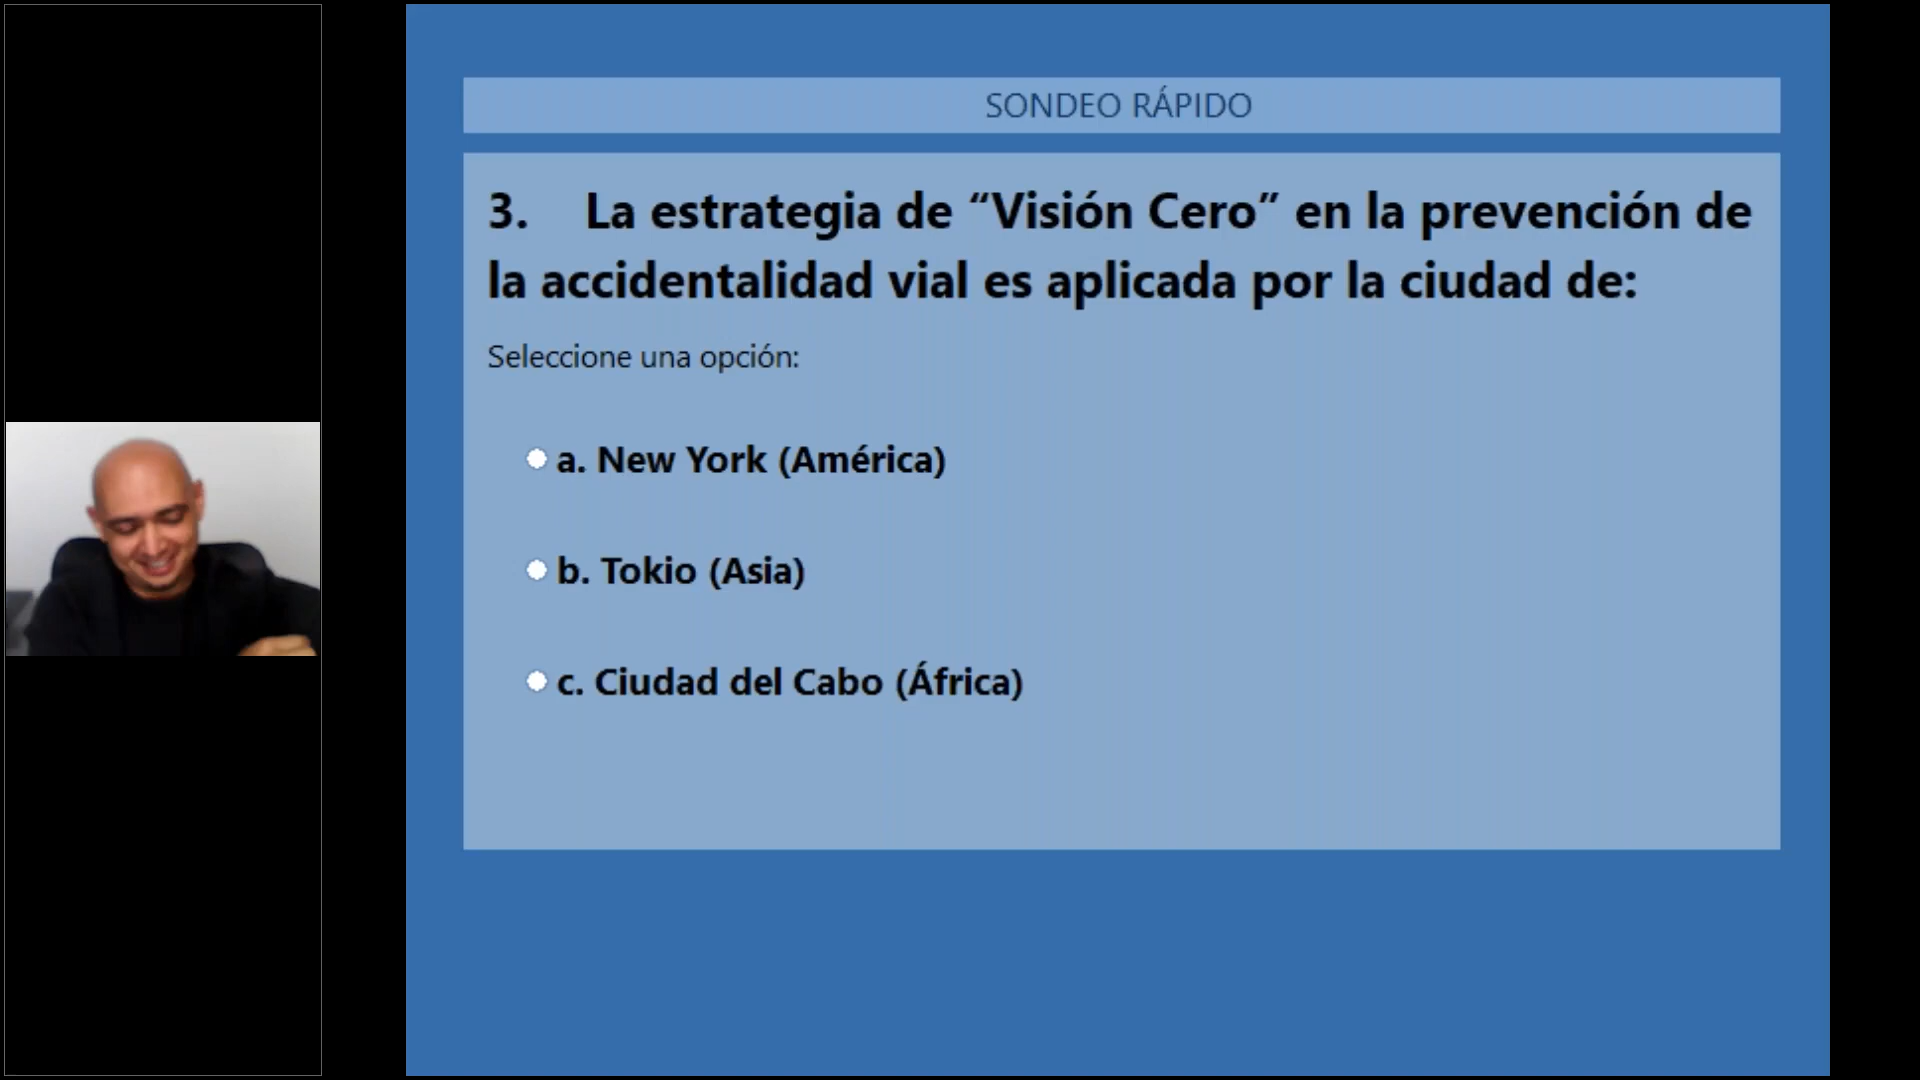 SONDEO RÁPIDO
3. La estrategia de “Visión Cero” en la prevención de
la accidentalidad vial es aplicada por la ciudad de:
Seleccione una opción:
a. New York (América)
b. Tokio (Asia)
c. Ciudad del Cabo (África)